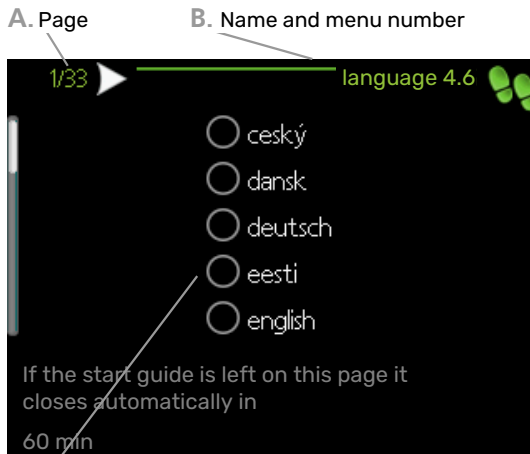 A. Page
B. Name and menu number
1/33
language 4.6
ceský
dansk
deutsch
eesti
english
If the start guide is left on this page it
closes automatically in
60 min